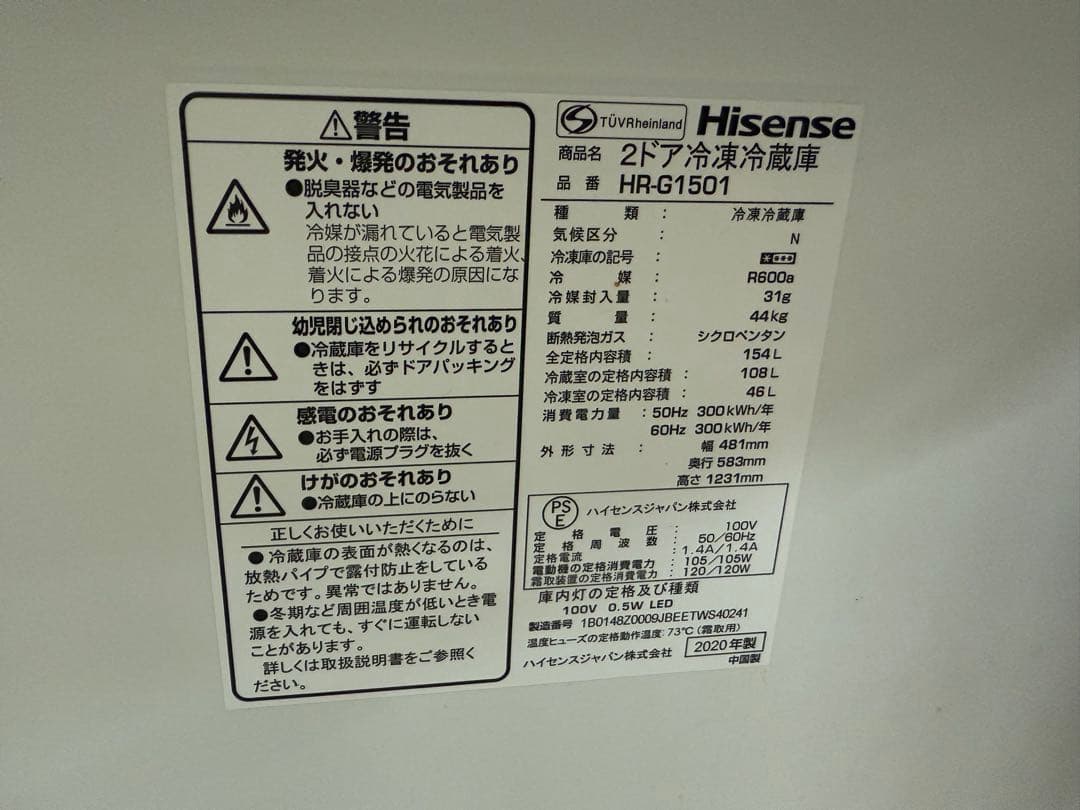 ⚠警告
発火・爆発のおそれあり
●脱臭器などの電気製品を
入れない
冷媒が漏れていると電気製
品の接点の火花による着火、
着火による爆発の原因にな
ります。
幼児閉じ込められのおそれあり
●冷蔵庫をリサイクルすると
きは、必ずドアパッキング
をはずす
感電のおそれあり
●お手入れの際は、
必ず電源プラグを抜く
けがのおそれあり
●冷蔵庫の上にのらない
正しくお使いいただくために
●冷蔵庫の表面が熱くなるのは、
放熱パイプで露付防止をしている
ためです。異常ではありません。
●冬期など周囲温度が低いとき電
源を入れても、すぐに運転しない
ことがあります。
詳しくは取扱説明書をご参照く
ださい。
TÜVRheinland Hisense
商品名 2ドア冷凍冷蔵庫
品番 HR-G1501
種類: 冷凍冷蔵庫
気候区分: N
冷凍庫の記号:
冷媒: R600a
冷媒封入量: 31g
質量: 44kg
断熱発泡ガス: シクロペンタン
全定格内容積: 154L
冷蔵室の定格内容積: 108L
冷凍室の定格内容積: 46L
消費電力量: 50Hz 300kWh/年
60Hz 300kWh/年
外形寸法: 幅 481mm
奥行 583mm
高さ 1231mm
PSE ハイセンスジャパン株式会社
定格電圧: 100V
定格周波数: 50/60Hz
定格電流: 1.4A/1.4A
電動機の定格消費電力: 105/105W
霜取装置の定格消費電力: 120/120W
庫内灯の定格及び種類
100V 0.5W LED
製造番号 1B0148Z0009JBEETWS40241
温度ヒューズの定格動作温度:73℃(霜取用)
ハイセンスジャパン株式会社 2020年製
中国製